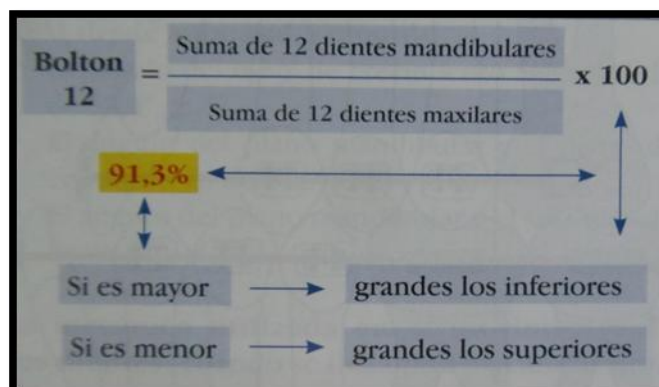 Bolton
12
=
Suma de 12 dientes mandibulares
Suma de 12 dientes maxilares
x 100
91,3%
Si es mayor
grandes los inferiores
Si es menor
grandes los superiores